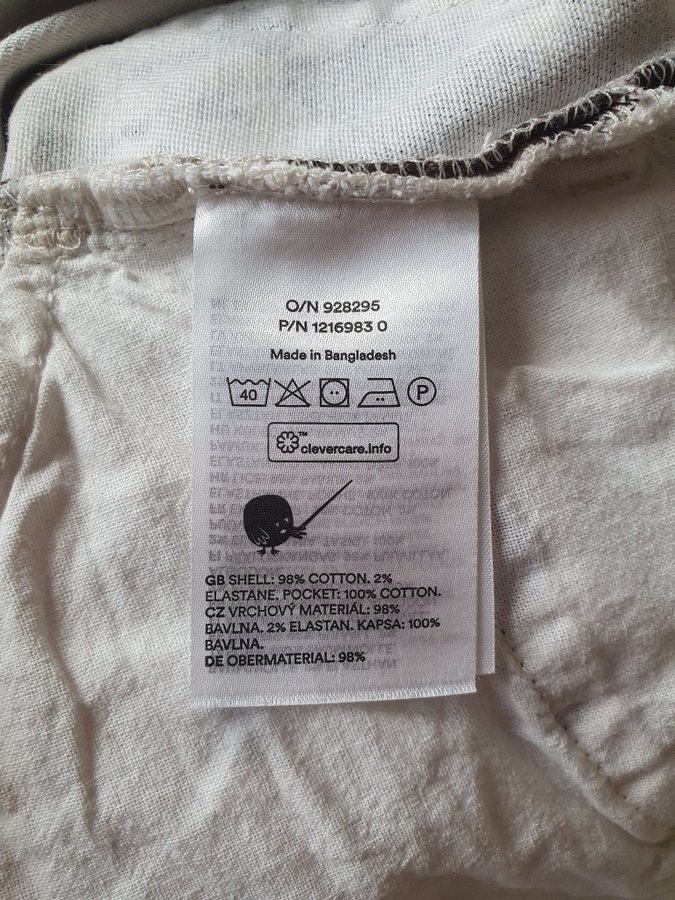 O/N 928295
P/N 1216983 0
Made in Bangladesh
40 P
™ clevercare.info
GB SHELL: 98% COTTON. 2%
ELASTANE. POCKET: 100% COTTON.
CZ VRCHOVÝ MATERIÁL: 98%
BAVLNA. 2% ELASTAN. KAPSA: 100%
BAVLNA.
DE OBERMATERIAL: 98%